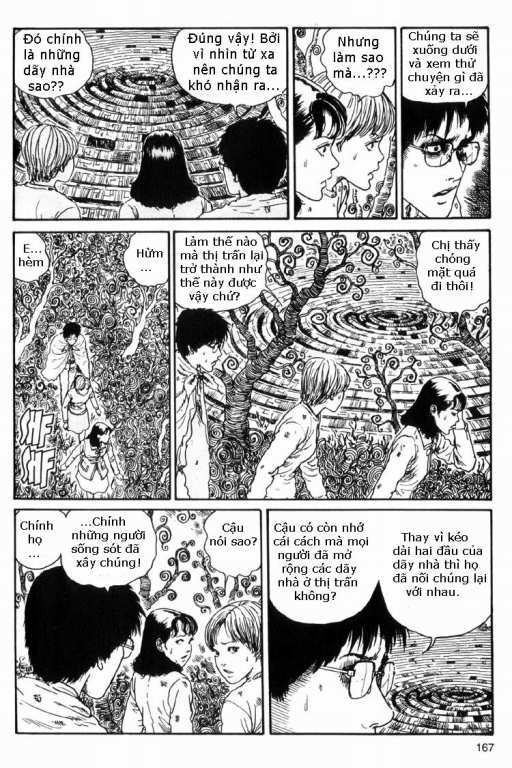 Đó chính
là những
dãy nhà
sao??
Đúng vậy! Bởi
vì nhìn từ xa
nên chúng ta
khó nhận ra...
Nhưng
làm sao
mà...???
Chúng ta sẽ
xuống dưới
và xem thử
chuyện gì đã
xảy ra...
E...
hèm
Hừm
...
Làm thế nào
mà thị trấn lại
trở thành như
thế này được
vậy chứ?
Chị thấy
chóng
mặt quá
đi thôi!
Chính
họ
...
...Chính
những người
sống sót đã
xây chúng!
Cậu
nói sao?
Cậu có còn nhớ
cái cách mà mọi
người đã mở
rộng các dãy
nhà ở thị trấn
không?
Thay vì kéo
dài hai đầu của
dãy nhà thì họ
đã nối chúng lại
với nhau.
167